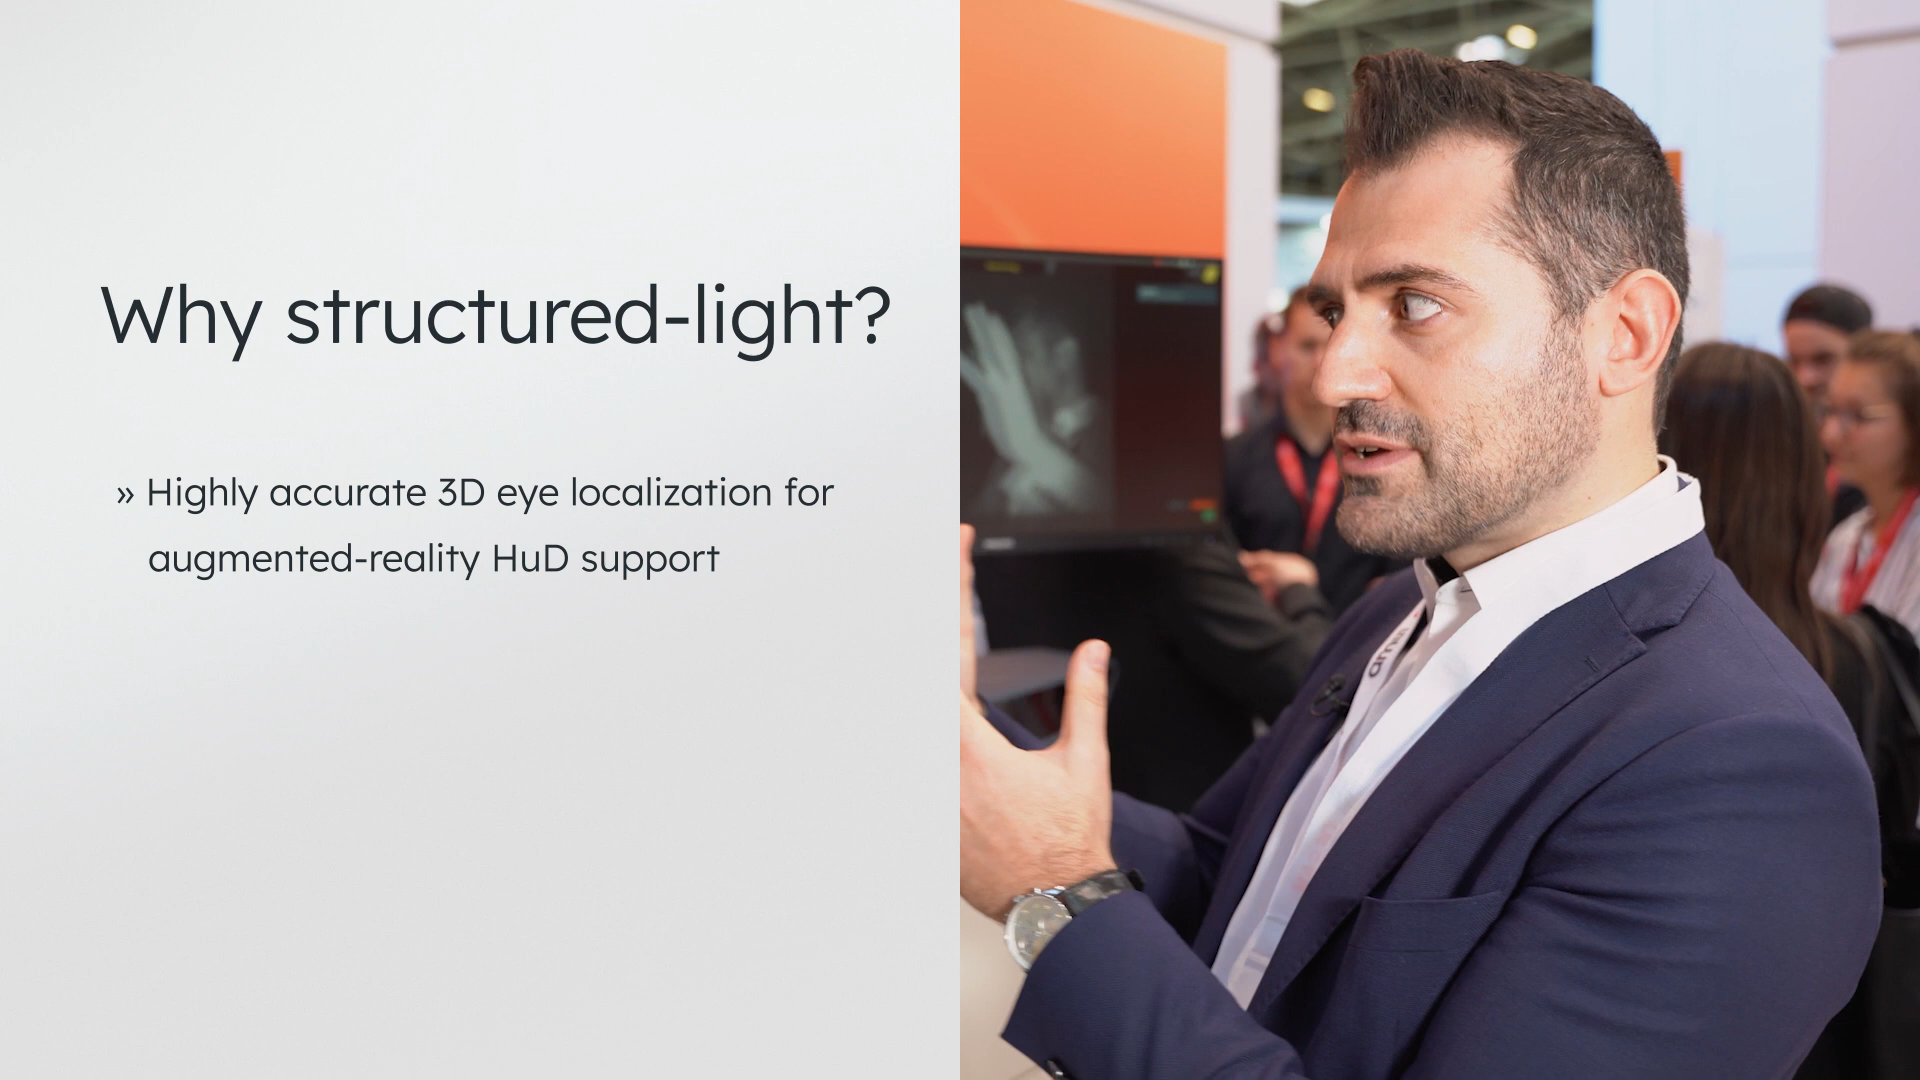 Why structured-light?
» Highly accurate 3D eye localization for
augmented-reality HuD support